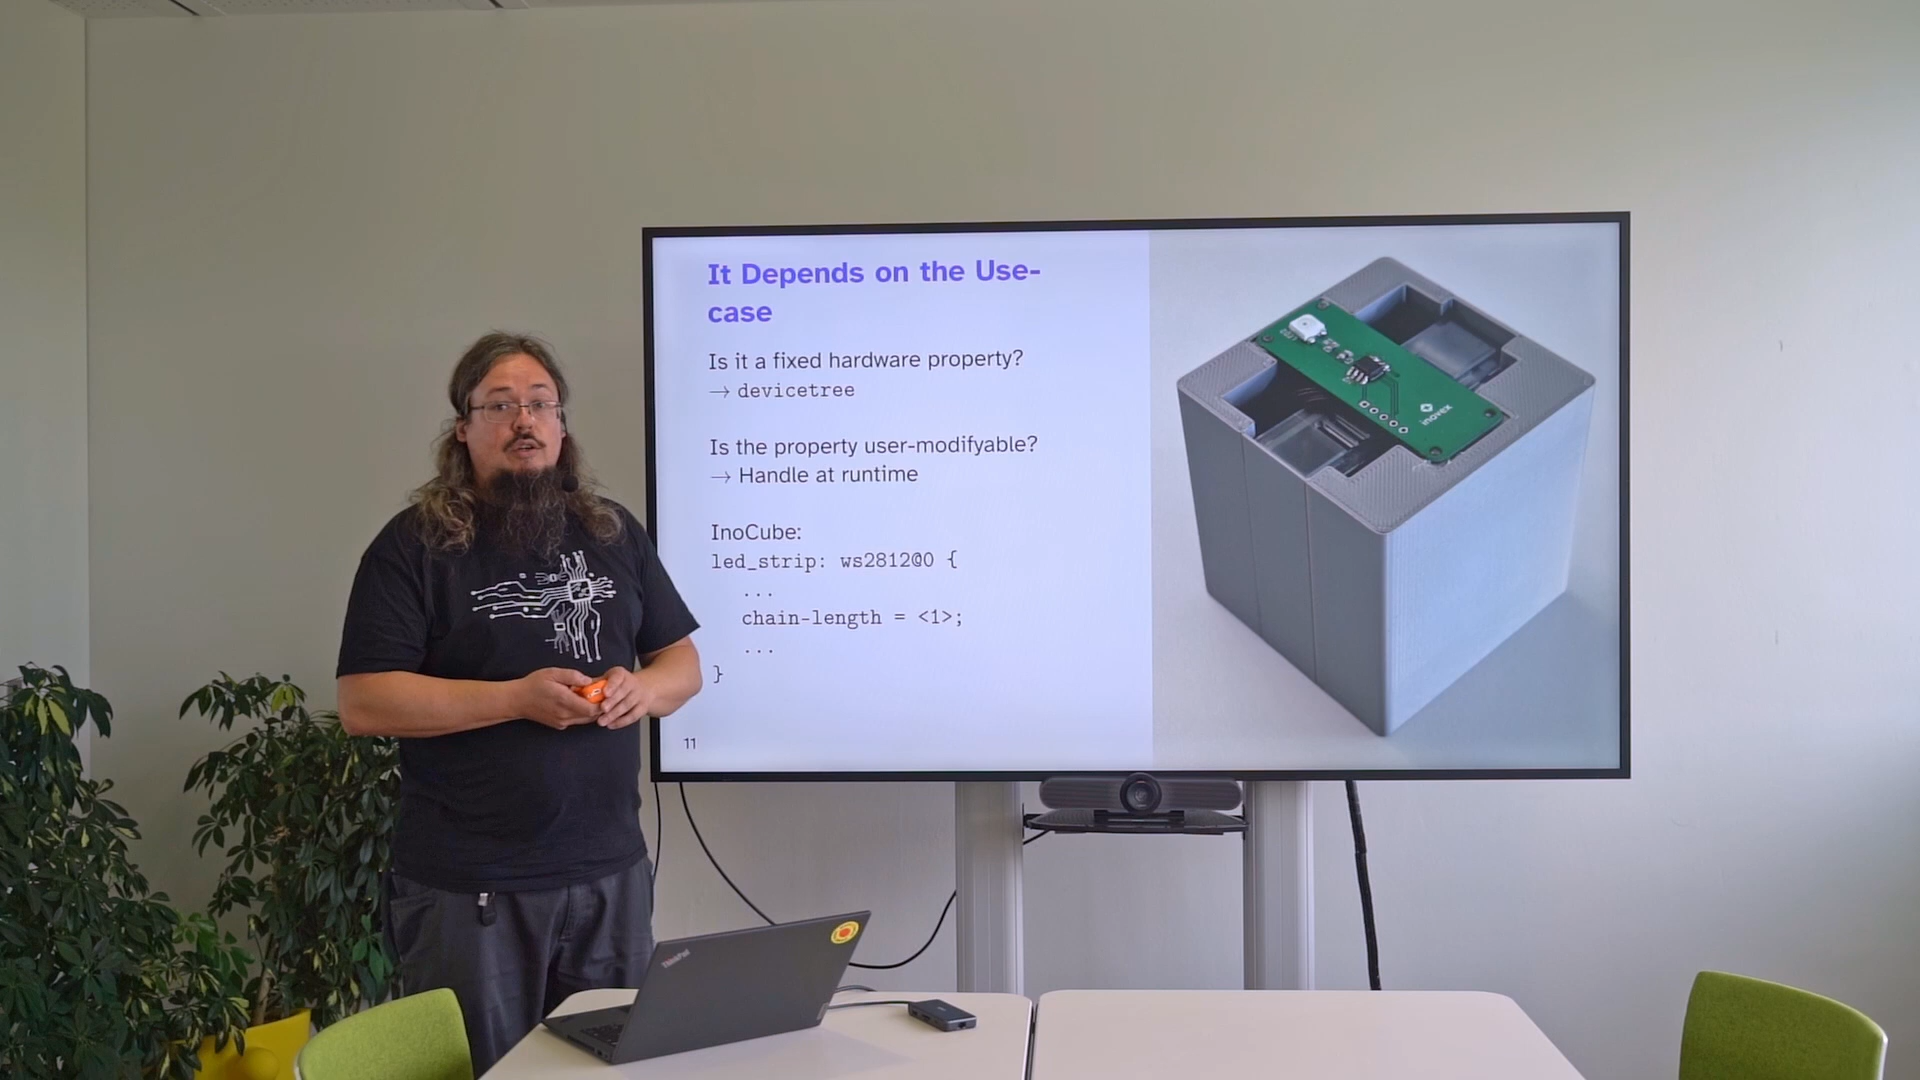 It Depends on the Use-
case
Is it a fixed hardware property?
→ devicetree
Is the property user-modifyable?
→ Handle at runtime
InoCube:
led_strip: ws2812@0 {
...
chain-length = <1>;
...
}
11
inovex
ThinkPad